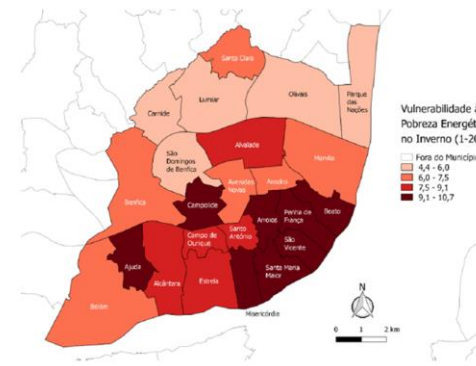 Santa Clara
Lumiar
Olivais
Parque
das
Nações
Carnide
São
Domingos
de Benfica
Alvalade
Marvila
Benfica
Avenidas
Novas
Areeiro
Campolide
Arroios
Penha de
França
Beato
Campo de
Ourique
Santo
António
São
Vicente
Ajuda
Alcântara
Estrela
Santa Maria
Maior
Belém
Misericórdia
N
0 1 2 km
Vulnerabilidade
Pobreza Energét
no Inverno (1-20
Fora do Municíp
4,4 - 6,0
6,0 - 7,5
7,5 - 9,1
9,1 - 10,7